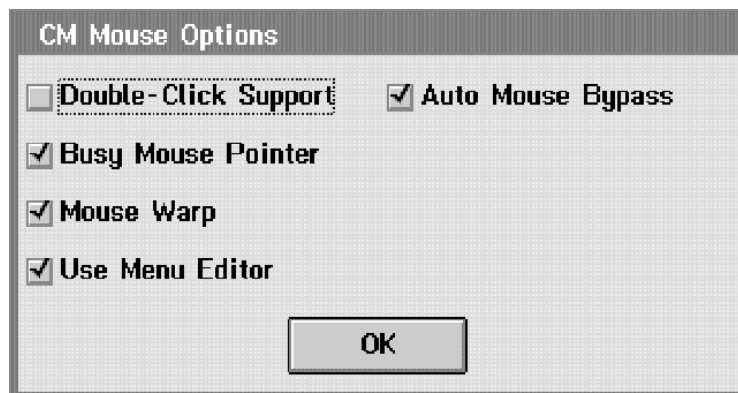 CM Mouse Options
Double-Click Support
Auto Mouse Bypass
Busy Mouse Pointer
Mouse Warp
Use Menu Editor
OK